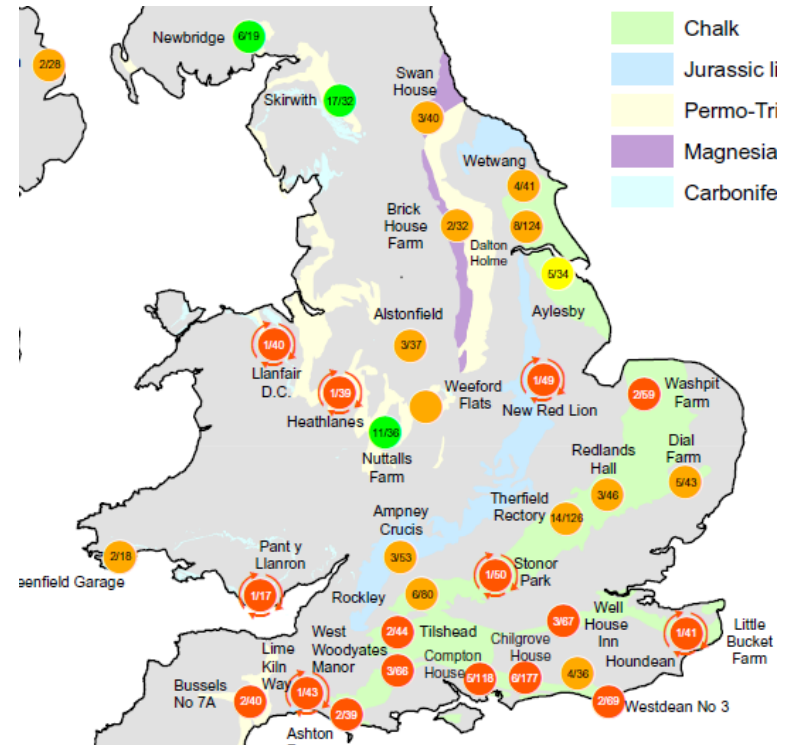 Newbridge
6/19
2/28
Skirwith
17/32
Swan
House
3/40
Chalk
Jurassic li
Permo-Tri
Magnesia
Carbonife
Wetwang
4/41
Brick
House
Farm
2/32
8/124
Dalton
Holme
5/34
Aylesby
Alstonfield
3/37
1/40
Llanfair
D.C.
1/39
Heathlanes
Weeford
Flats
11/36
Nuttalls
Farm
1/49
New Red Lion
2/59
Washpit
Farm
Redlands
Hall
3/46
Dial
Farm
5/43
Therfield
Rectory
14/126
Ampney
Crucis
3/53
2/18
eenfield Garage
Pant y
Llanron
1/17
Rockley
6/80
1/50
Stonor
Park
West
Woodyates
Manor
2/44
Tilshead
3/66
Compton
House
5/118
Chilgrove
House
6/177
3/67
Well
House
Inn
4/36
Houndean
1/41
Little
Bucket
Farm
2/69
Westdean No 3
Lime
Kiln
Way
1/43
Bussels
No 7A
2/40
2/39
Ashton